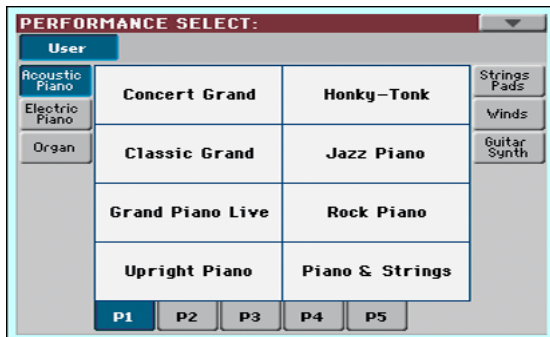 PERFORMANCE SELECT:
User
Acoustic
Piano
Electric
Piano
Organ
Concert Grand
Honky-Tonk
Classic Grand
Jazz Piano
Grand Piano Live
Rock Piano
Upright Piano
Piano & Strings
Strings
Pads
Winds
Guitar
Synth
P1 P2 P3 P4 P5